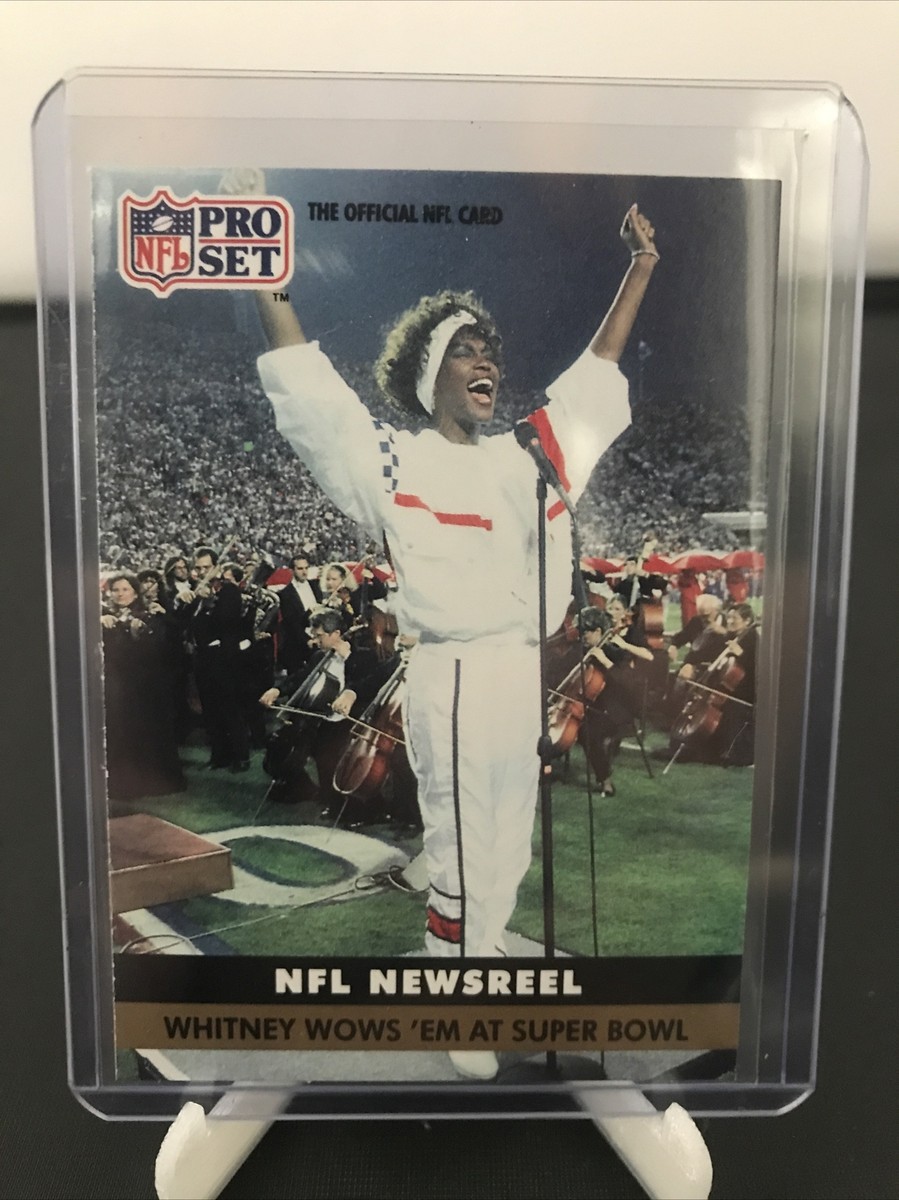 NFL
PRO
SET
TM
THE OFFICIAL NFL CARD
NFL NEWSREEL
WHITNEY WOWS 'EM AT SUPER BOWL